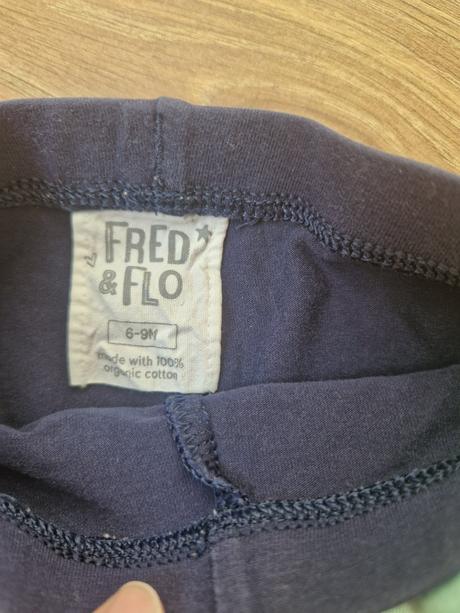 FRED
& FLO
6-9M
made with 100%
organic cotton